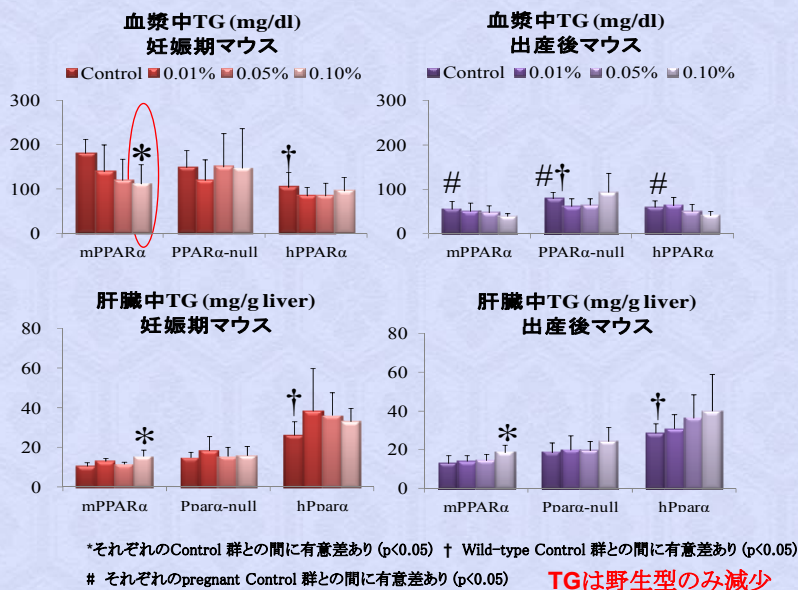 血漿中TG (mg/dl)
妊娠期マウス
Control 0.01% 0.05% 0.10%
300
200
100
0
* †
mPPARα PPARα-null hPPARα
血漿中TG (mg/dl)
出産後マウス
Control 0.01% 0.05% 0.10%
300
200
100
0
# #† #
mPPARα PPARα-null hPPARα
肝臓中TG (mg/g liver)
妊娠期マウス
80
60
40
20
0
* †
mPPARα Pparα-null hPparα
肝臓中TG (mg/g liver)
出産後マウス
80
60
40
20
0
* †
mPPARα Pparα-null hPparα
*それぞれのControl 群との間に有意差あり (p<0.05) † Wild-type Control 群との間に有意差あり (p<0.05)
# それぞれのpregnant Control 群との間に有意差あり (p<0.05)
TGは野生型のみ減少